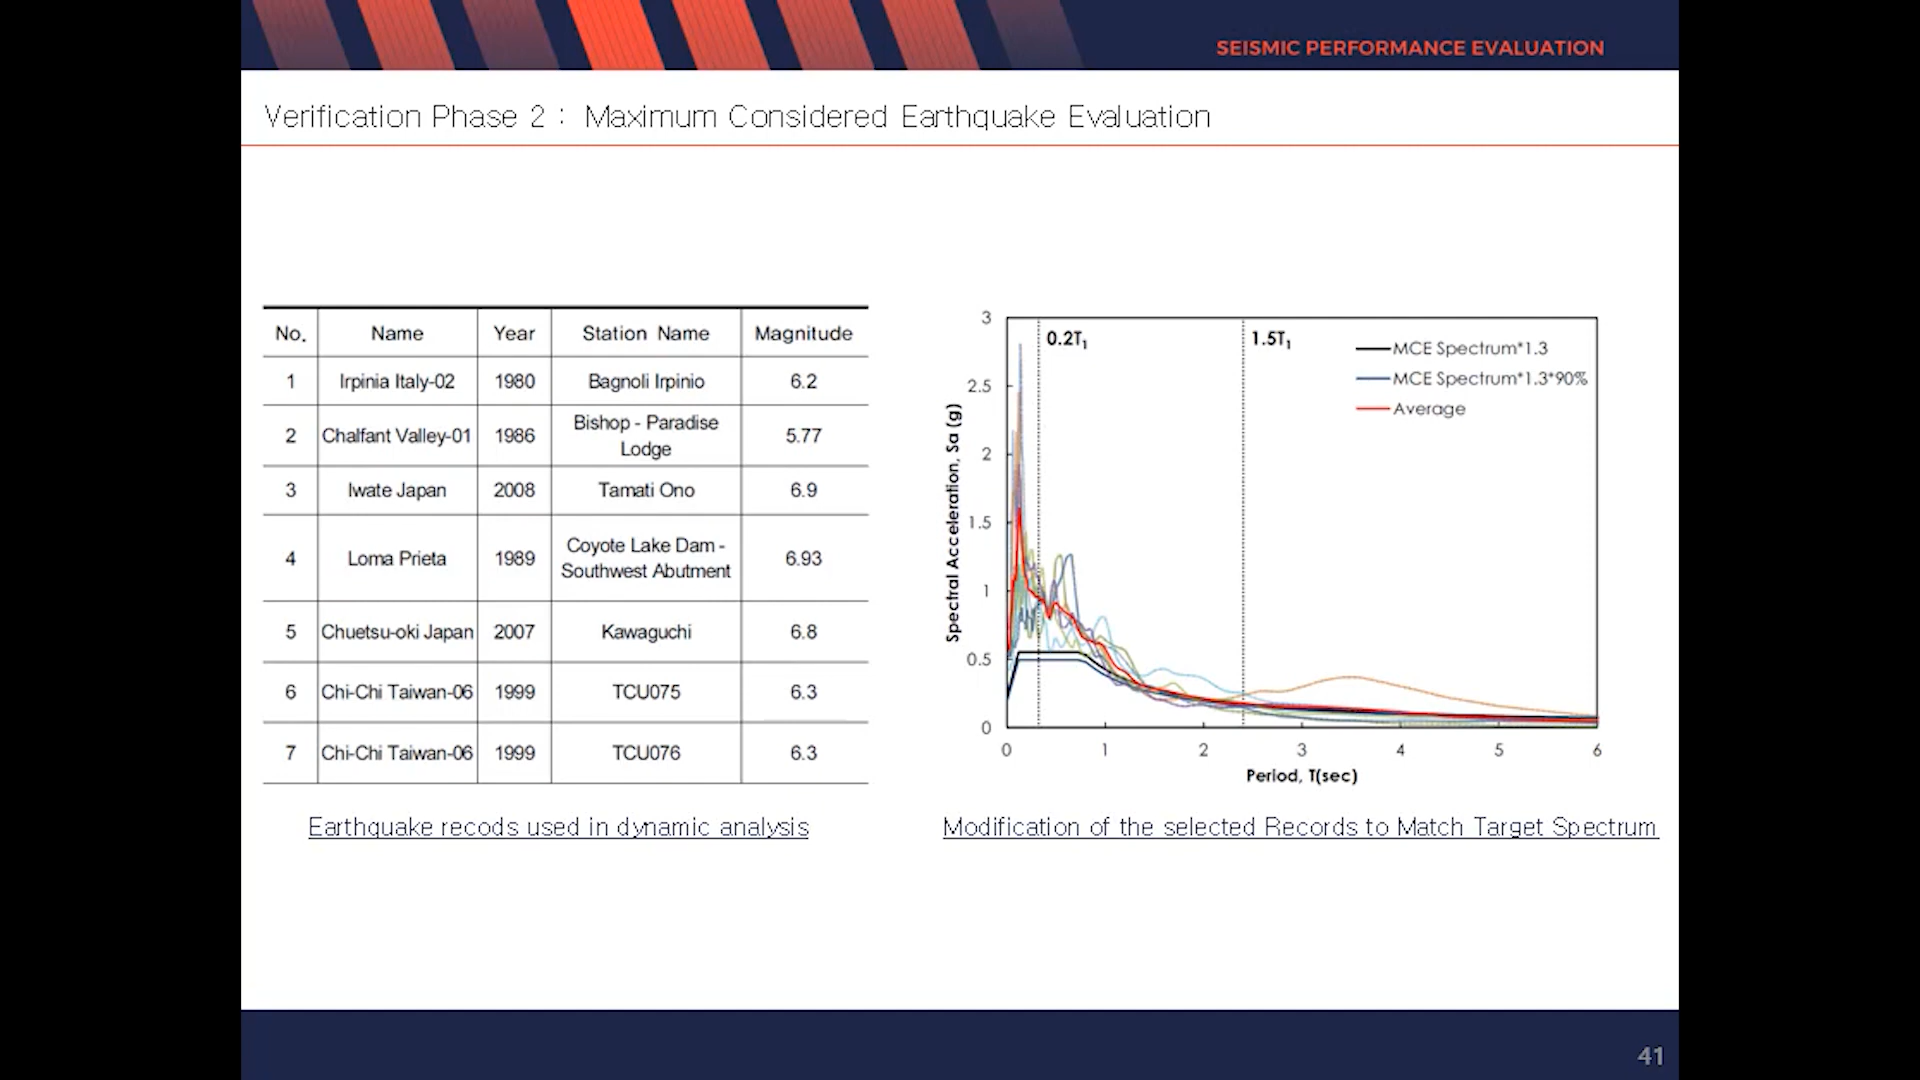 SEISMIC PERFORMANCE EVALUATION
Verification Phase 2 : Maximum Considered Earthquake Evaluation
No. Name Year Station Name Magnitude
1 Irpinia Italy-02 1980 Bagnoli Irpinio 6.2
2 Chalfant Valley-01 1986 Bishop - Paradise Lodge 5.77
3 Iwate Japan 2008 Tamati Ono 6.9
4 Loma Prieta 1989 Coyote Lake Dam - Southwest Abutment 6.93
5 Chuetsu-oki Japan 2007 Kawaguchi 6.8
6 Chi-Chi Taiwan-06 1999 TCU075 6.3
7 Chi-Chi Taiwan-06 1999 TCU076 6.3
Earthquake recods used in dynamic analysis
Spectral Acceleration, Sa (g)
3
2.5
2
1.5
1
0.5
0
0.2T₁
1.5T₁
MCE Spectrum*1.3
MCE Spectrum*1.3*90%
Average
0 1 2 3 4 5 6
Period, T(sec)
Modification of the selected Records to Match Target Spectrum
41